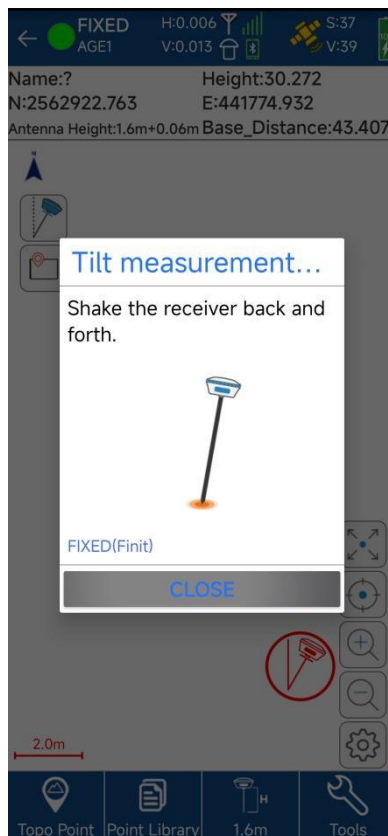 FIXED H:0.006 S:37
AGE1 V:0.013 V:39
Name:? Height:30.272
N:2562922.763 E:441774.932
Antenna Height:1.6m+0.06m Base_Distance:43.407
N
Tilt measurement...
Shake the receiver back and
forth.
FIXED(Finit)
CLOSE
2.0m
H
Topo Point Point Library 1.6m Tools